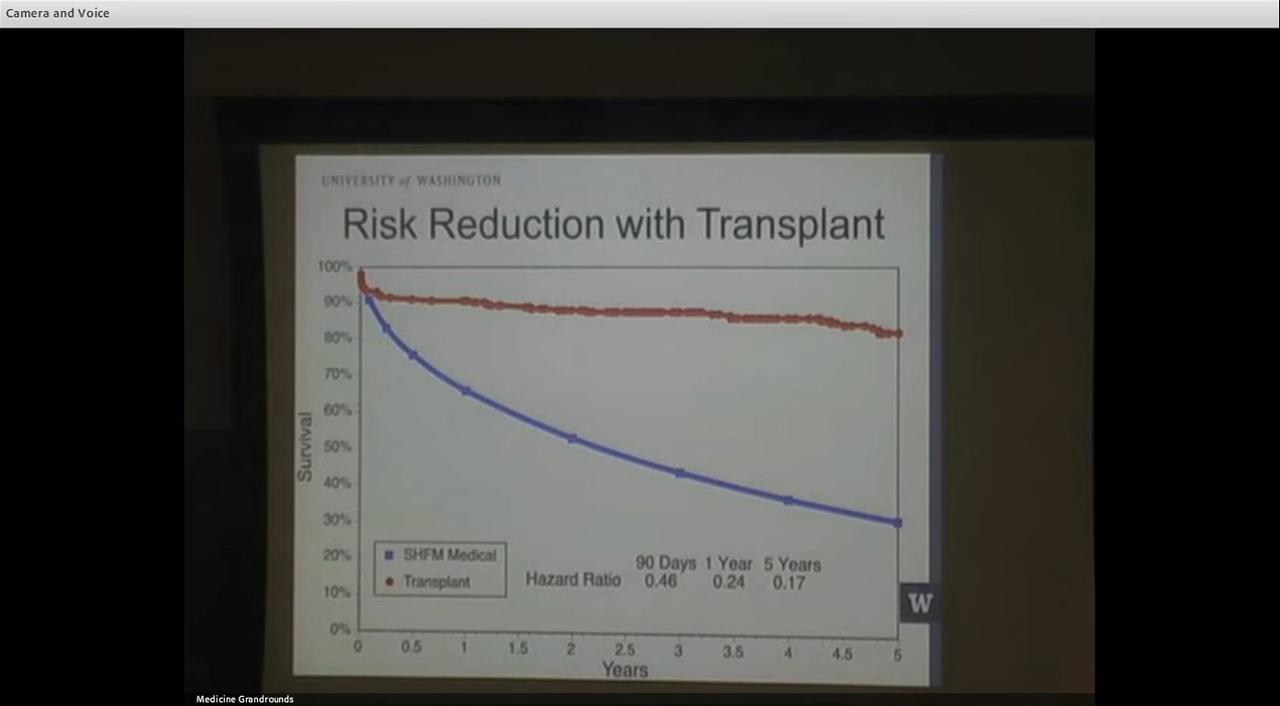 Camera and Voice
UNIVERSITY of WASHINGTON
Risk Reduction with Transplant
100%
90%
80%
70%
60%
50%
40%
30%
20%
10%
0%
Survival
SHFM Medical
Transplant
90 Days 1 Year 5 Years
Hazard Ratio 0.46 0.24 0.17
W
0 0.5 1 1.5 2 2.5 3 3.5 4 4.5 5
Years
Medicine Grandrounds